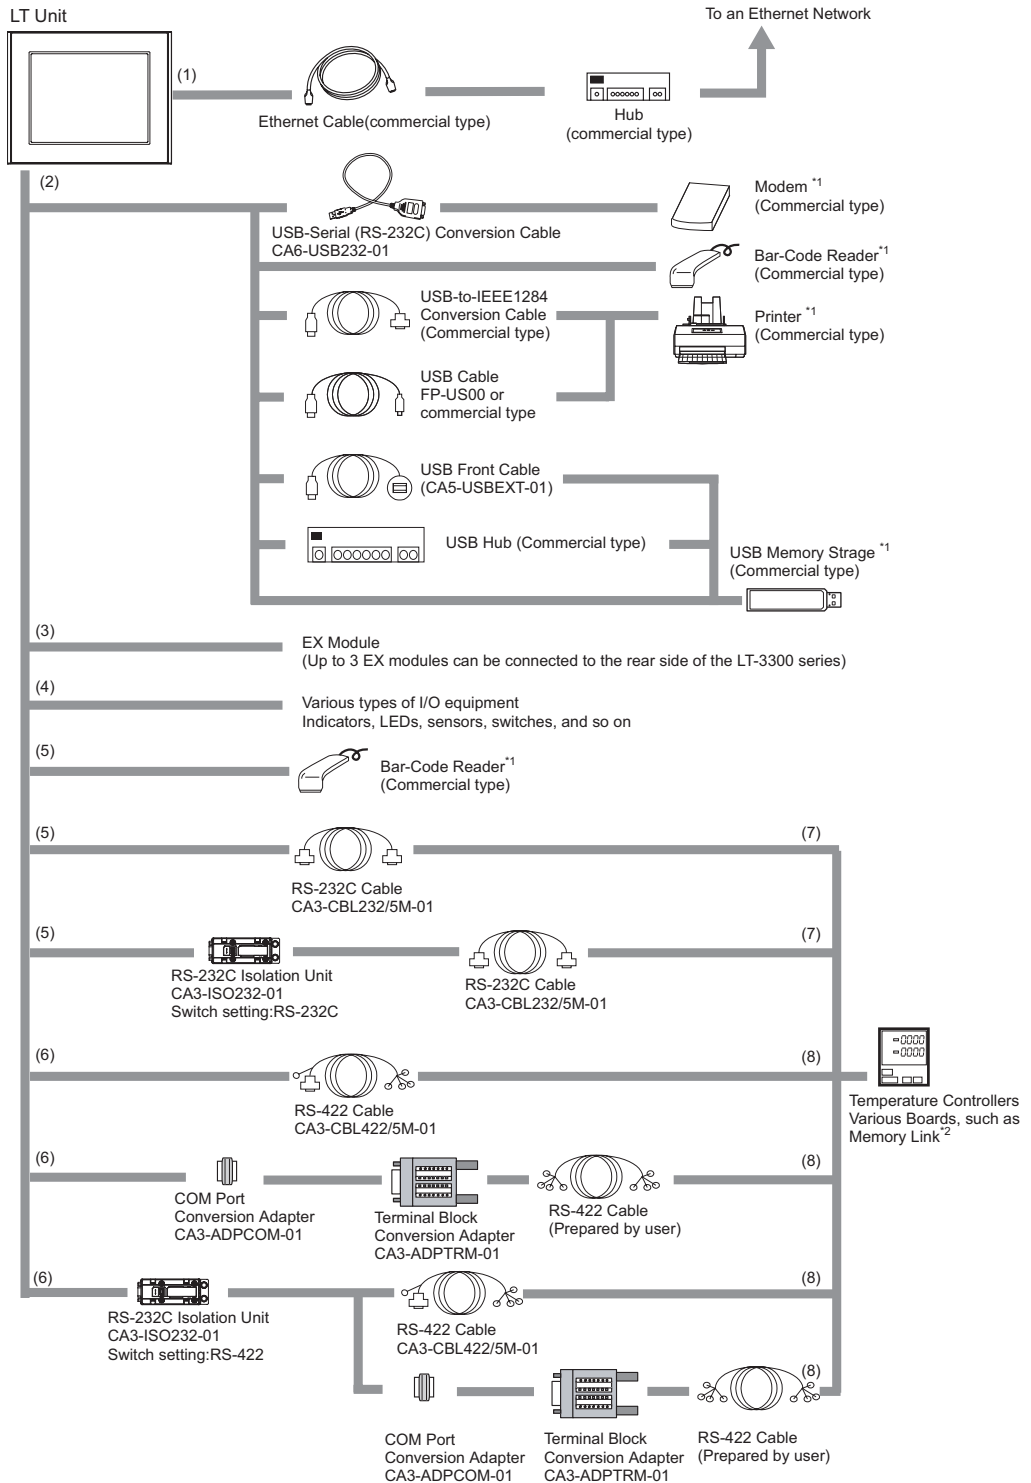 LT Unit
To an Ethernet Network
(1)
Ethernet Cable(commercial type)
Hub
(commercial type)
(2)
USB-Serial (RS-232C) Conversion Cable
CA6-USB232-01
Modem *1
(Commercial type)
Bar-Code Reader*1
(Commercial type)
USB-to-IEEE1284
Conversion Cable
(Commercial type)
Printer *1
(Commercial type)
USB Cable
FP-US00 or
commercial type
USB Front Cable
(CA5-USBEXT-01)
USB Hub (Commercial type)
USB Memory Strage *1
(Commercial type)
(3)
EX Module
(Up to 3 EX modules can be connected to the rear side of the LT-3300 series)
(4)
Various types of I/O equipment
Indicators, LEDs, sensors, switches, and so on
(5)
Bar-Code Reader*1
(Commercial type)
(5)
(7)
RS-232C Cable
CA3-CBL232/5M-01
(5)
(7)
RS-232C Isolation Unit
CA3-ISO232-01
Switch setting:RS-232C
RS-232C Cable
CA3-CBL232/5M-01
(6)
(8)
RS-422 Cable
CA3-CBL422/5M-01
Temperature Controllers
Various Boards, such as
Memory Link*2
(6)
(8)
COM Port
Conversion Adapter
CA3-ADPCOM-01
Terminal Block
Conversion Adapter
CA3-ADPTRM-01
RS-422 Cable
(Prepared by user)
(6)
(8)
RS-232C Isolation Unit
CA3-ISO232-01
Switch setting:RS-422
RS-422 Cable
CA3-CBL422/5M-01
(8)
COM Port
Conversion Adapter
CA3-ADPCOM-01
Terminal Block
Conversion Adapter
CA3-ADPTRM-01
RS-422 Cable
(Prepared by user)